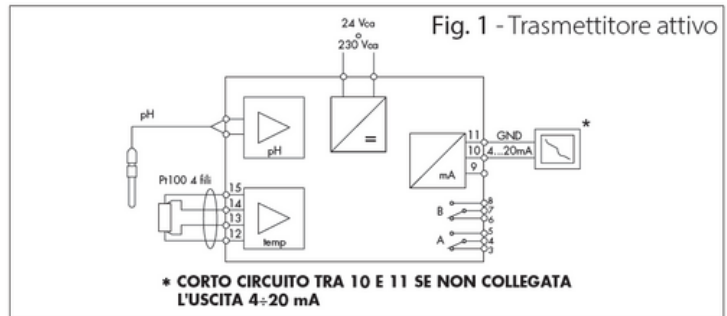 Fig. 1 - Trasmettitore attivo
24 Vca
o
230 Vca
pH
pH
=
11
GND
10
4...20mA
*
9
mA
Pt100 4 fili
15
14
13
12
temp
B
8
7
6
A
5
4
3
* CORTO CIRCUITO TRA 10 E 11 SE NON COLLEGATA
L'USCITA 4÷20 mA